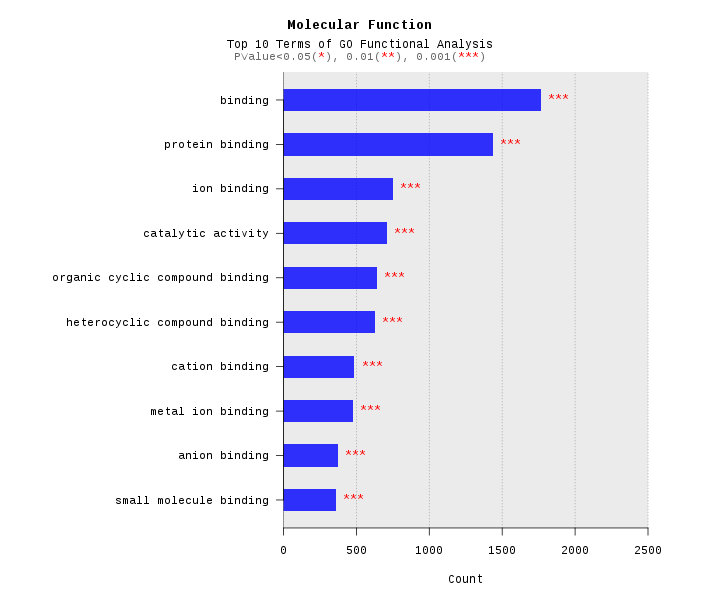 Molecular Function
Top 10 Terms of GO Functional Analysis
Pvalue<0.05(*), 0.01(**), 0.001(***)
binding ***
protein binding ***
ion binding ***
catalytic activity ***
organic cyclic compound binding ***
heterocyclic compound binding ***
cation binding ***
metal ion binding ***
anion binding ***
small molecule binding ***
0 500 1000 1500 2000 2500
Count